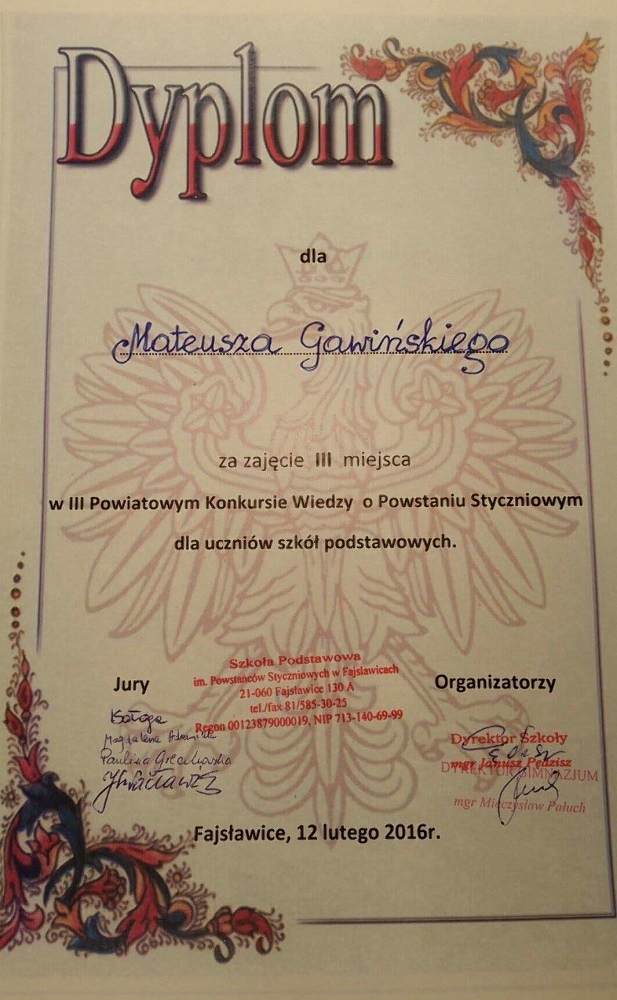 Dyplom
dla
Mateusza Gawińskiego
za zajęcie III miejsca
w III Powiatowym Konkursie Wiedzy o Powstaniu Styczniowym
dla uczniów szkół podstawowych.
Szkoła Podstawowa
im. Powstańców Styczniowych w Fajsławicach
21-060 Fajsławice 130 A
tel./fax 81/585-30-25
Regon 00123879000019, NIP 713-140-69-99
Jury
Magdalena
Paulina Grochowska
Organizatorzy
Dyrektor Szkoły
mgr Janusz Pędzisz
DYREKTOR GIMNAZJUM
mgr Mieczysław Paluch
Fajsławice, 12 lutego 2016r.